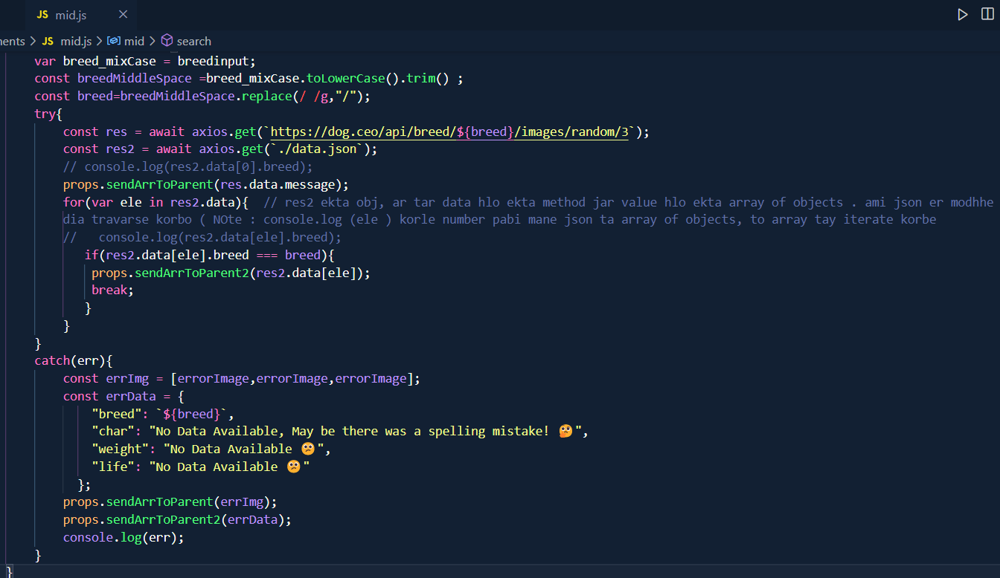 JS mid.js ×
nents > JS mid.js > mid > search
var breed_mixCase = breedinput;
const breedMiddleSpace =breed_mixCase.toLowerCase().trim() ;
const breed=breedMiddleSpace.replace(/ /g,"/");
try{
const res = await axios.get(`https://dog.ceo/api/breed/${breed}/images/random/3`);
const res2 = await axios.get(`./data.json`);
// console.log(res2.data[0].breed);
props.sendArrToParent(res.data.message);
for(var ele in res2.data){ // res2 ekta obj, ar tar data hlo ekta method jar value hlo ekta array of objects . ami json er modhhe
dia travarse korbo ( NOte : console.log (ele ) korle number pabi mane json ta array of objects, to array tay iterate korbe
// console.log(res2.data[ele].breed);
if(res2.data[ele].breed === breed){
props.sendArrToParent2(res2.data[ele]);
break;
}
}
}
catch(err){
const errImg = [errorImage,errorImage,errorImage];
const errData = {
"breed": `${breed}`,
"char": "No Data Available, May be there was a spelling mistake! 🤔",
"weight": "No Data Available 😕",
"life": "No Data Available 😕"
};
props.sendArrToParent(errImg);
props.sendArrToParent2(errData);
console.log(err);
}
}